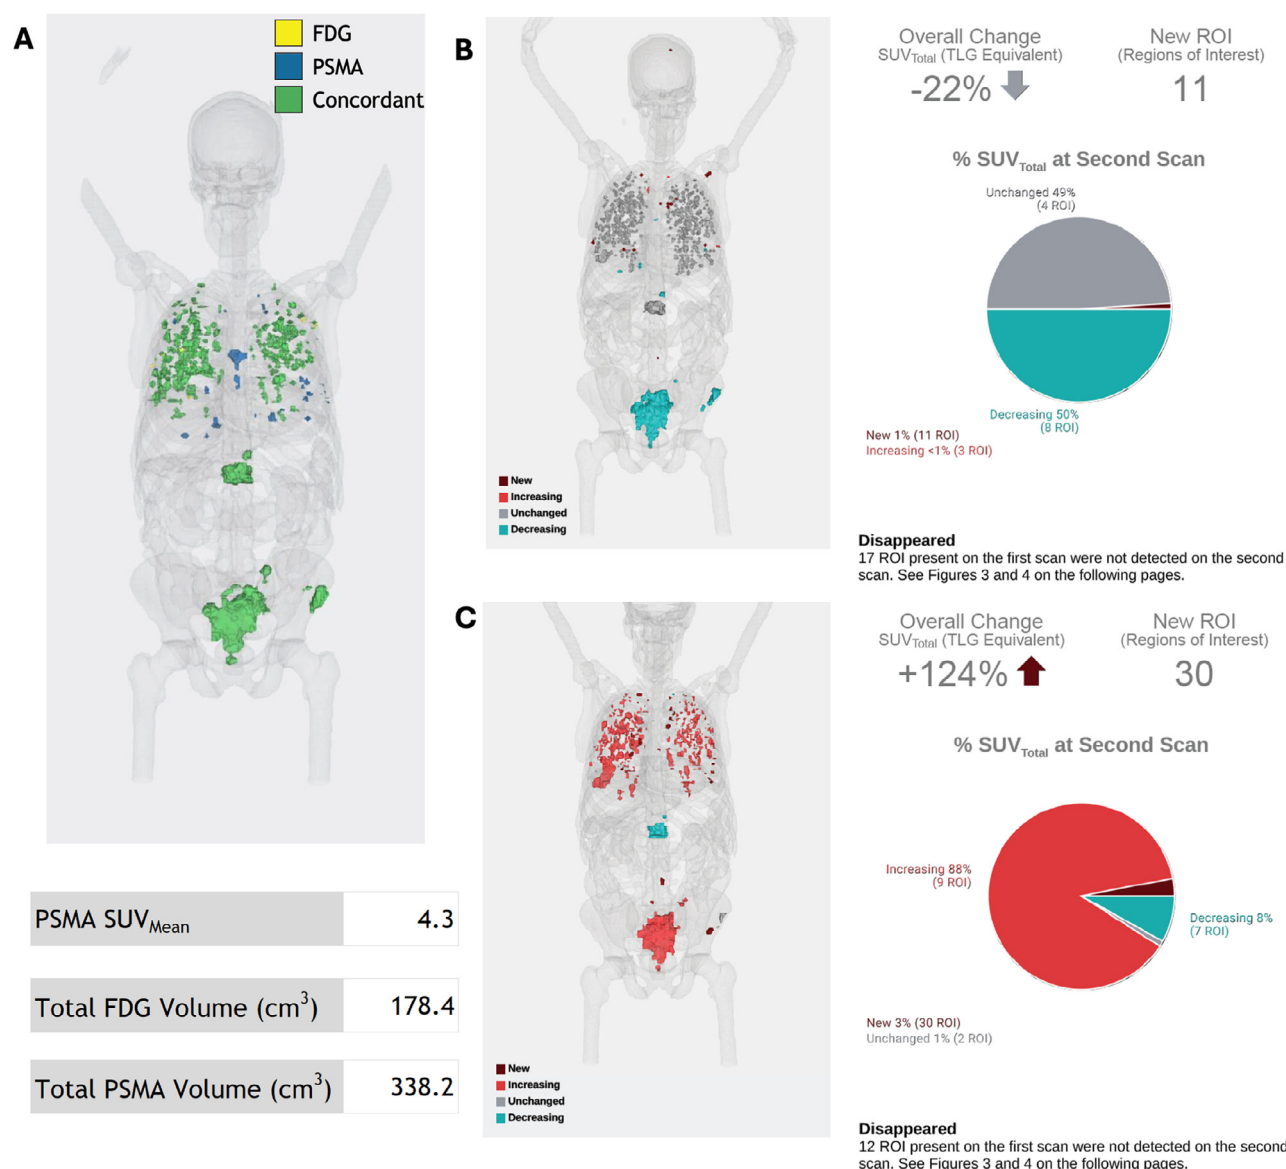 A
FDG
PSMA
Concordant
PSMA SUVMean 4.3
Total FDG Volume (cm3) 178.4
Total PSMA Volume (cm3) 338.2
B
New
Increasing
Unchanged
Decreasing
Overall Change
SUVTotal (TLG Equivalent)
-22%
New ROI
(Regions of Interest)
11
% SUVTotal at Second Scan
Unchanged 49%
(4 ROI)
Decreasing 50%
(8 ROI)
New 1% (11 ROI)
Increasing <1% (3 ROI)
Disappeared
17 ROI present on the first scan were not detected on the second
scan. See Figures 3 and 4 on the following pages.
C
New
Increasing
Unchanged
Decreasing
Overall Change
SUVTotal (TLG Equivalent)
+124%
New ROI
(Regions of Interest)
30
% SUVTotal at Second Scan
Increasing 88%
(9 ROI)
Decreasing 8%
(7 ROI)
New 3% (30 ROI)
Unchanged 1% (2 ROI)
Disappeared
12 ROI present on the first scan were not detected on the second
scan. See Figures 3 and 4 on the following pages.